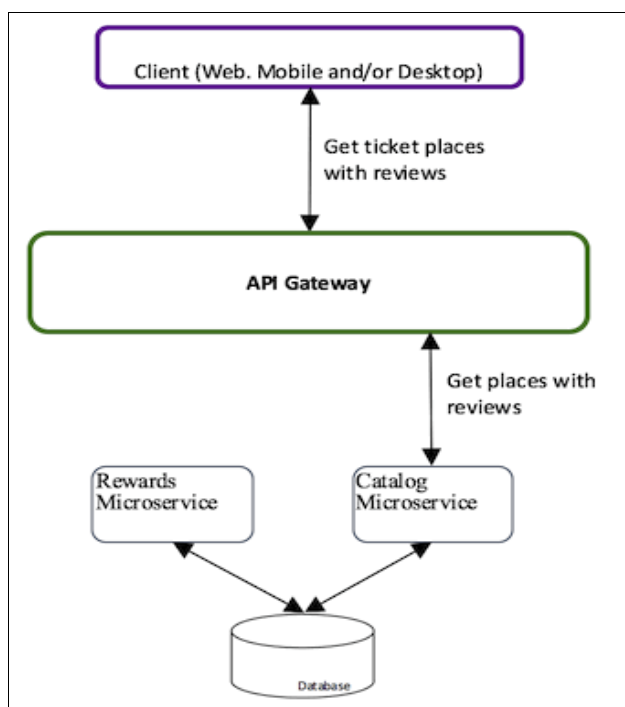 Client (Web. Mobile and/or Desktop)
Get ticket places
with reviews
API Gateway
Get places with
reviews
Rewards
Microservice
Catalog
Microservice
Database